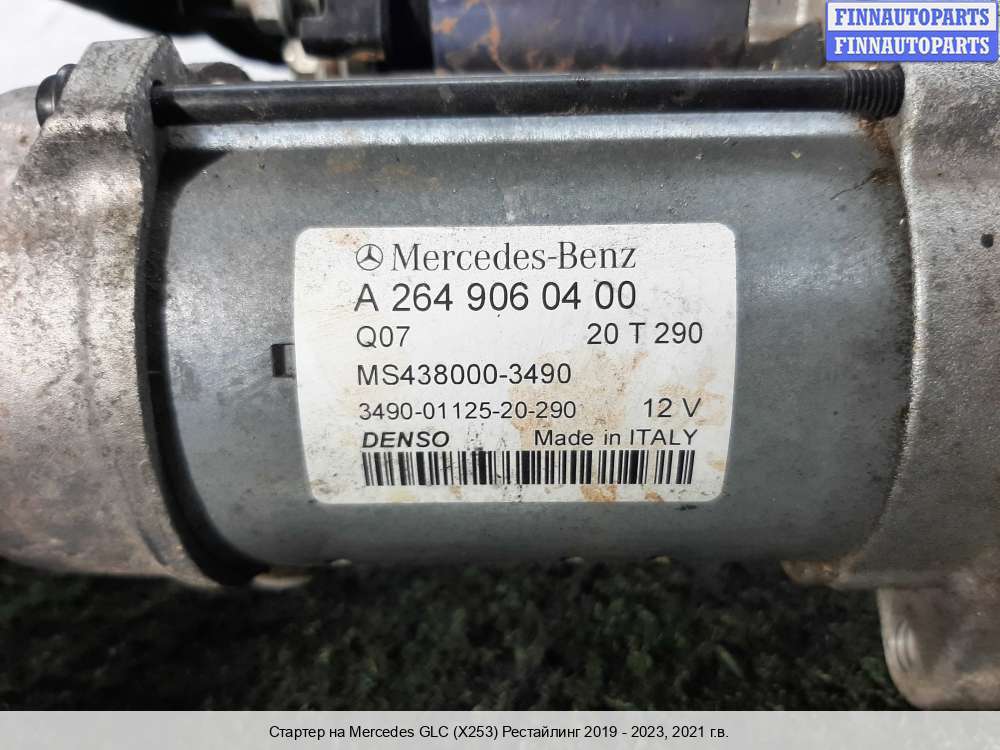 FINNAUTOPARTS
FINNAUTOPARTS
Mercedes-Benz
A 264 906 04 00
Q07 20 T 290
MS438000-3490
3490-01125-20-290 12 V
DENSO Made in ITALY
Стартер на Mercedes GLC (X253) Рестайлинг 2019 - 2023, 2021 г.в.